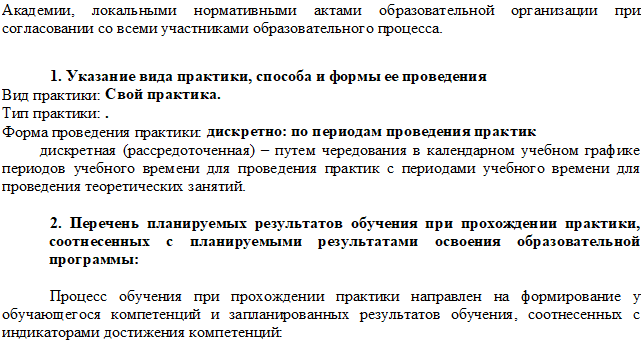 Академии, локальными нормативными актами образовательной организации при
согласовании со всеми участниками образовательного процесса.
1. Указание вида практики, способа и формы ее проведения
Вид практики: Свой практика.
Тип практики: .
Форма проведения практики: дискретно: по периодам проведения практик
дискретная (рассредоточенная) – путем чередования в календарном учебном графике
периодов учебного времени для проведения практик с периодами учебного времени для
проведения теоретических занятий.
2. Перечень планируемых результатов обучения при прохождении практики,
соотнесенных с планируемыми результатами освоения образовательной
программы:
Процесс обучения при прохождении практики направлен на формирование у
обучающегося компетенций и запланированных результатов обучения, соотнесенных с
индикаторами достижения компетенций: